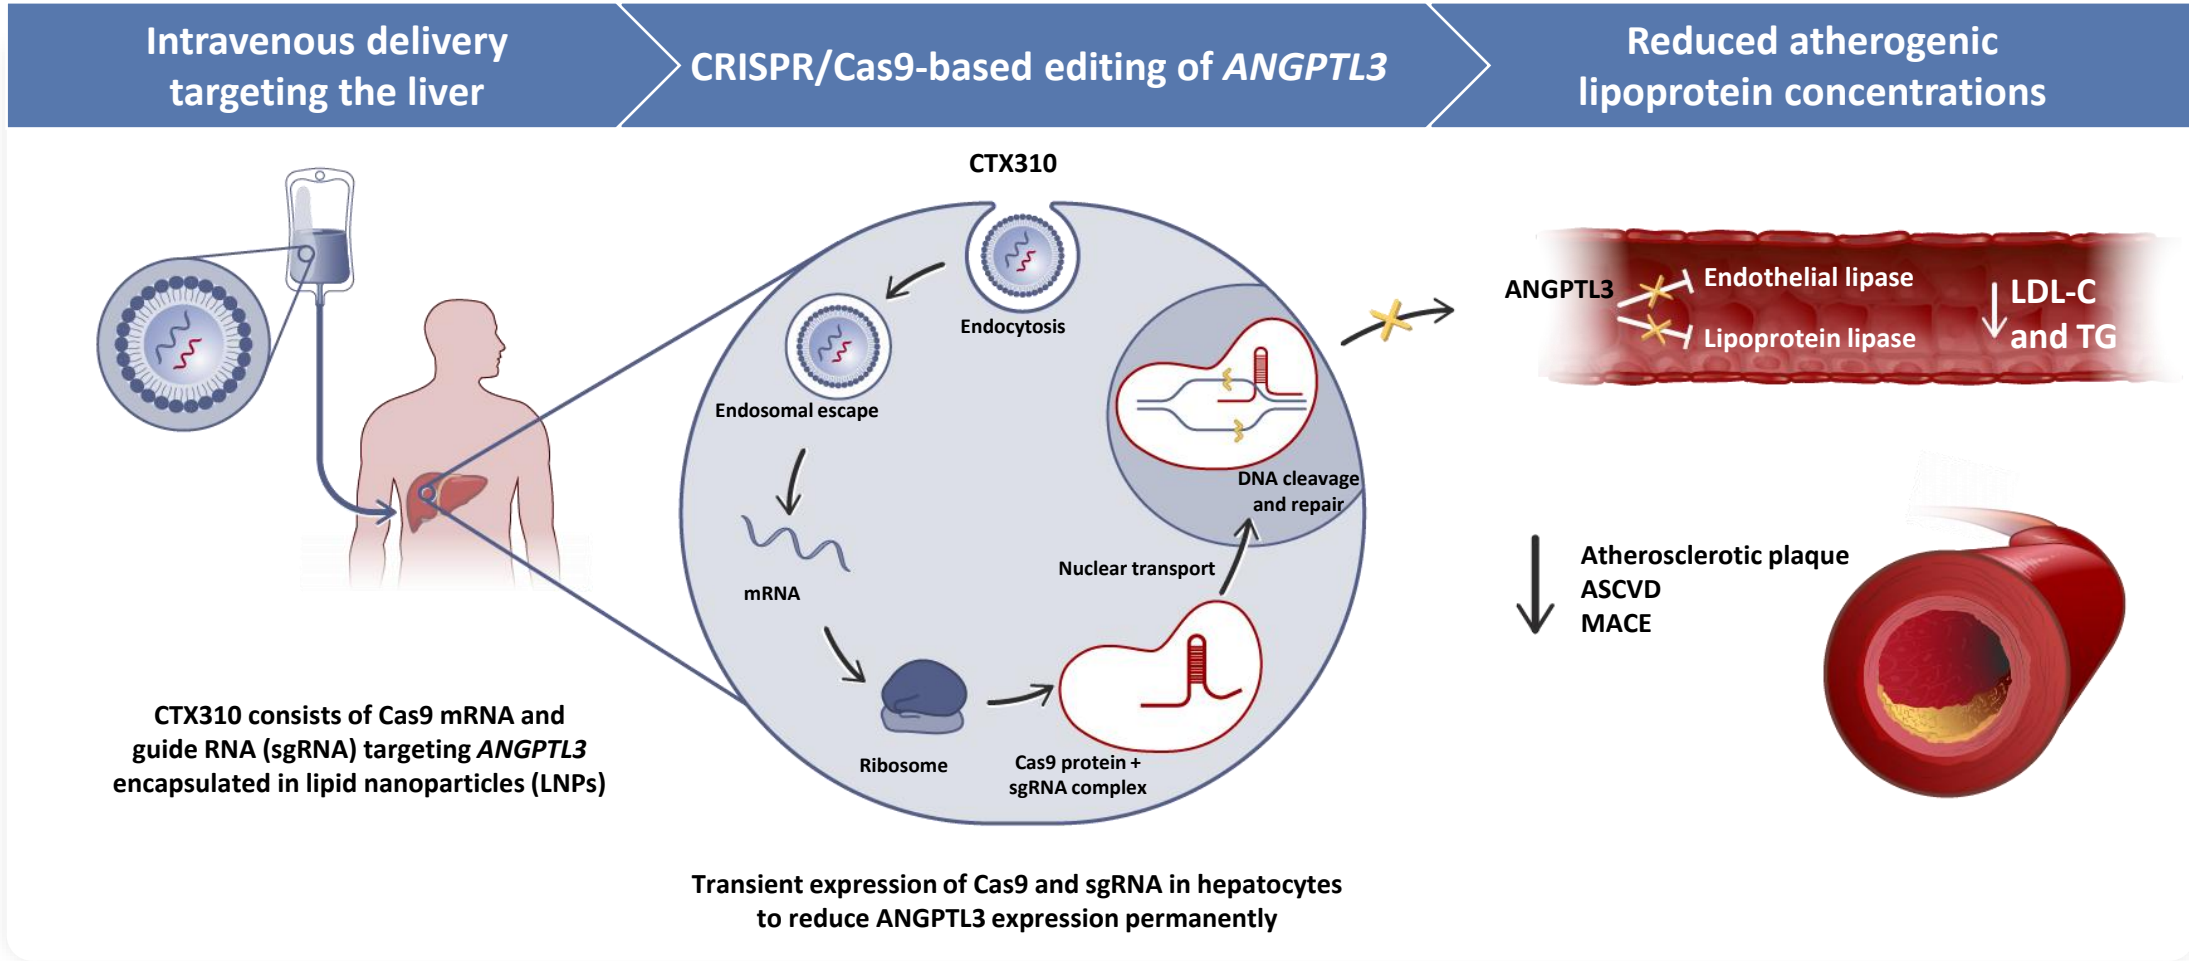 Intravenous delivery
targeting the liver
CRISPR/Cas9-based editing of ANGPTL3
Reduced atherogenic
lipoprotein concentrations
CTX310 consists of Cas9 mRNA and
guide RNA (sgRNA) targeting ANGPTL3
encapsulated in lipid nanoparticles (LNPs)
CTX310
Endocytosis
Endosomal escape
mRNA
Ribosome
Cas9 protein +
sgRNA complex
Nuclear transport
DNA cleavage
and repair
Transient expression of Cas9 and sgRNA in hepatocytes
to reduce ANGPTL3 expression permanently
ANGPTL3
Endothelial lipase
Lipoprotein lipase
LDL-C
and TG
Atherosclerotic plaque
ASCVD
MACE